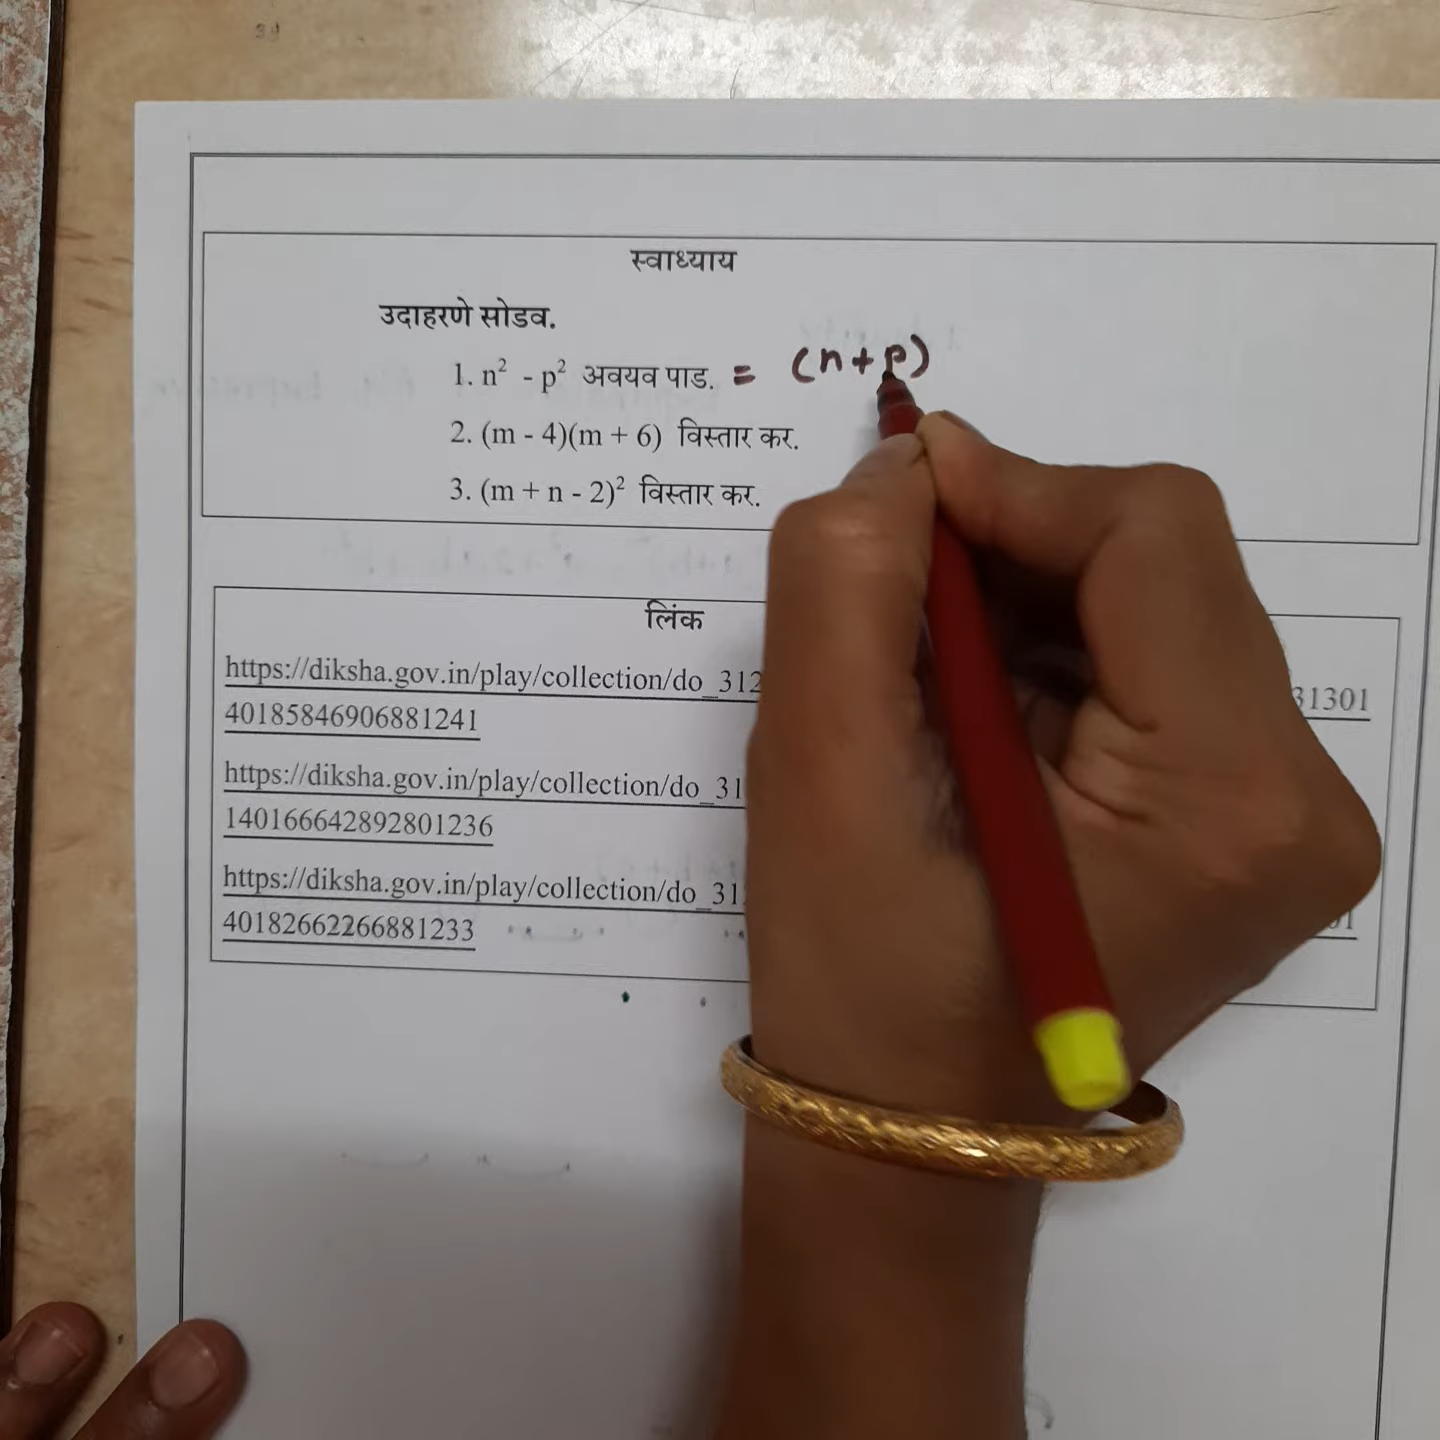 स्वाध्याय
उदाहरणे सोडव.
1. n² - p² अवयव पाड. = (n+p)
2. (m - 4)(m + 6) विस्तार कर.
3. (m + n - 2)² विस्तार कर.
लिंक
https://diksha.gov.in/play/collection/do_312 31301
40185846906881241
https://diksha.gov.in/play/collection/do_31
140166642892801236
https://diksha.gov.in/play/collection/do_31
40182662266881233